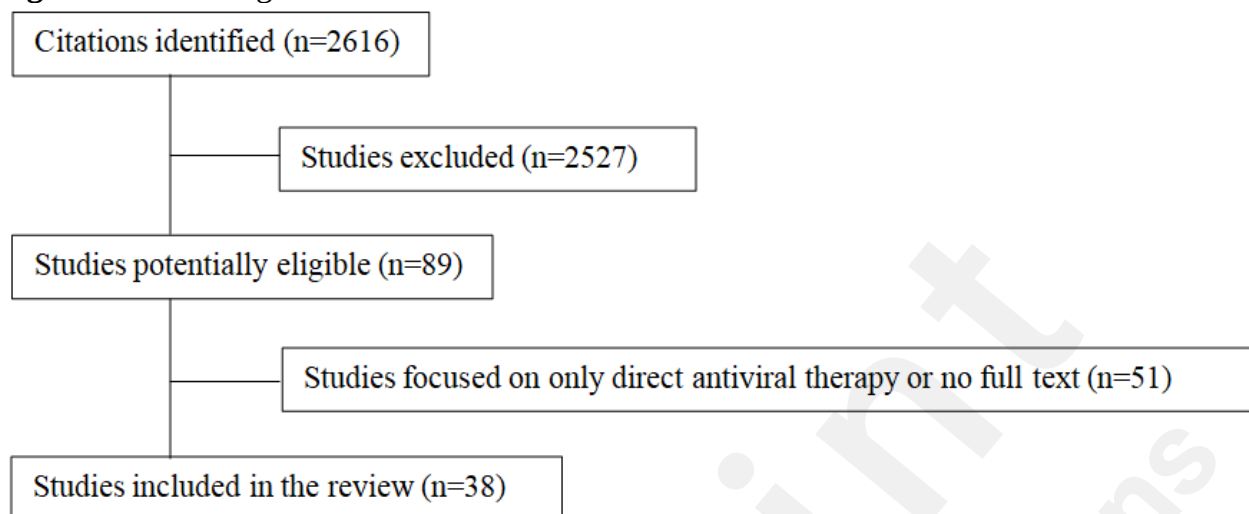 Citations identified (n=2616)
Studies excluded (n=2527)
Studies potentially eligible (n=89)
Studies focused on only direct antiviral therapy or no full text (n=51)
Studies included in the review (n=38)